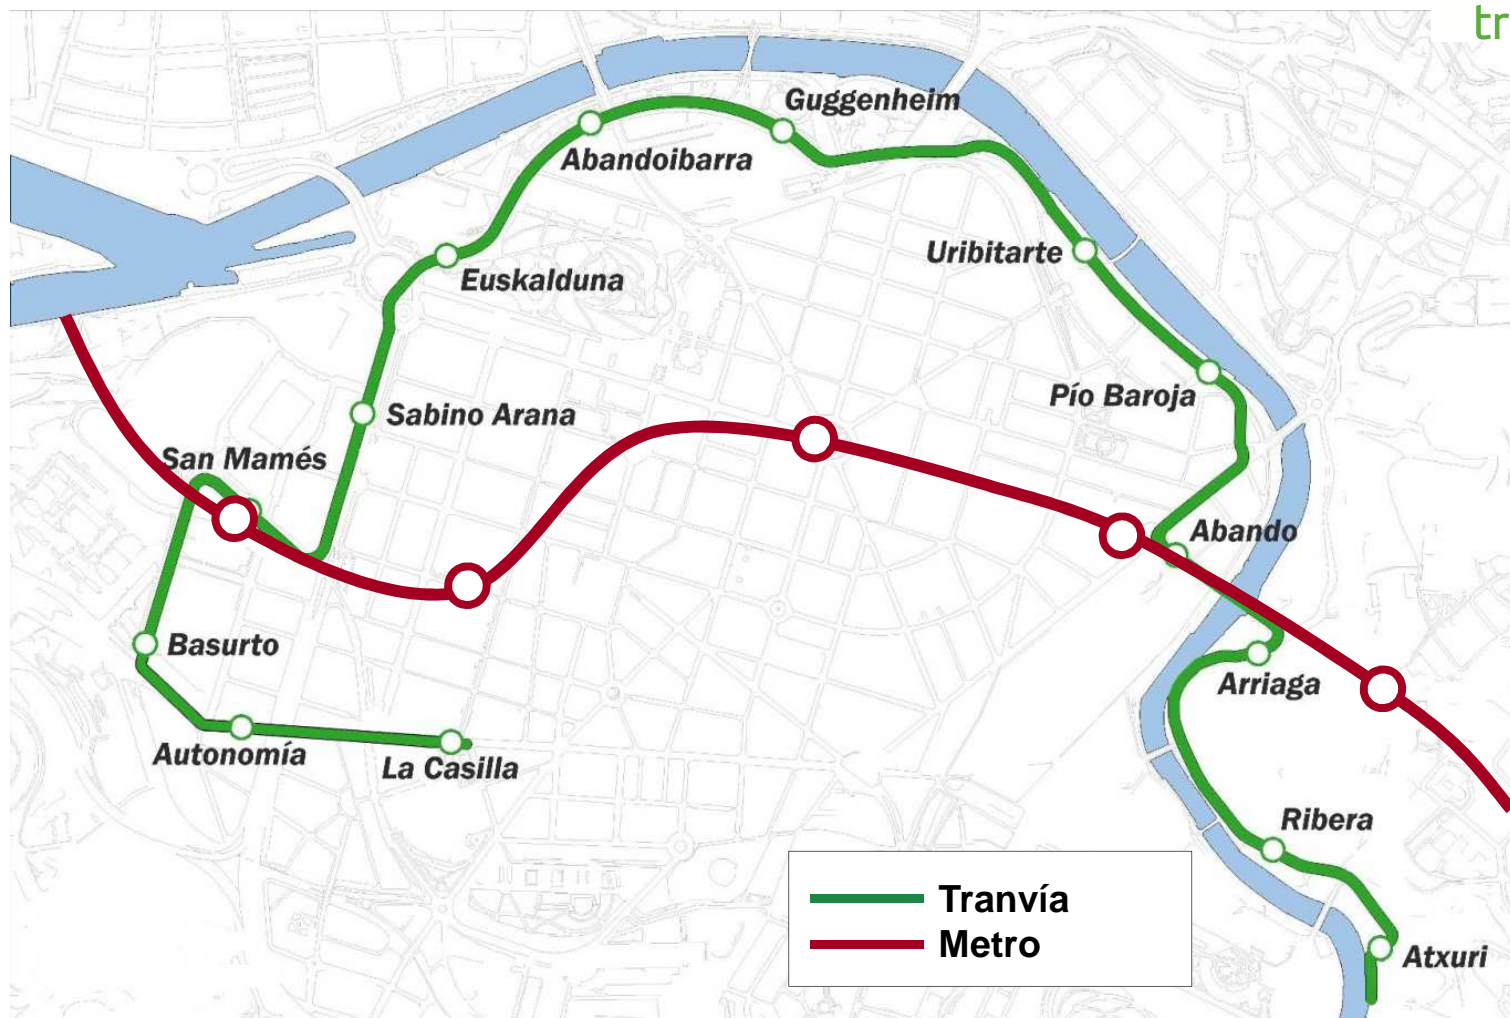 tr
Guggenheim
Abandoibarra
Uribitarte
Euskalduna
Pío Baroja
Sabino Arana
San Mamés
Abando
Basurto
Arriaga
Autonomía
La Casilla
Ribera
Tranvía
Metro
Atxuri